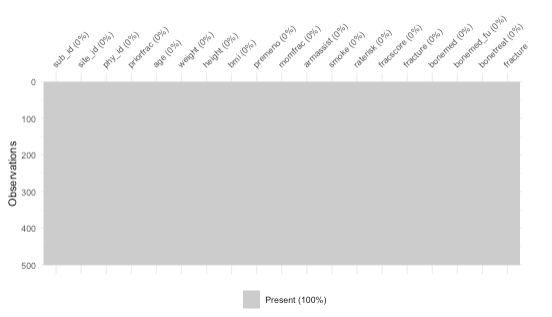 sub_id (0%)
site_id (0%)
phy_id (0%)
priorfrac (0%)
age (0%)
weight (0%)
height (0%)
bmi (0%)
premeno (0%)
momfrac (0%)
armassist (0%)
smoke (0%)
raterisk (0%)
fracscore (0%)
fracture (0%)
bonemed (0%)
bonemed_fu (0%)
bonetreat (0%)
fracture
Observations
0
100
200
300
400
500
Present (100%)